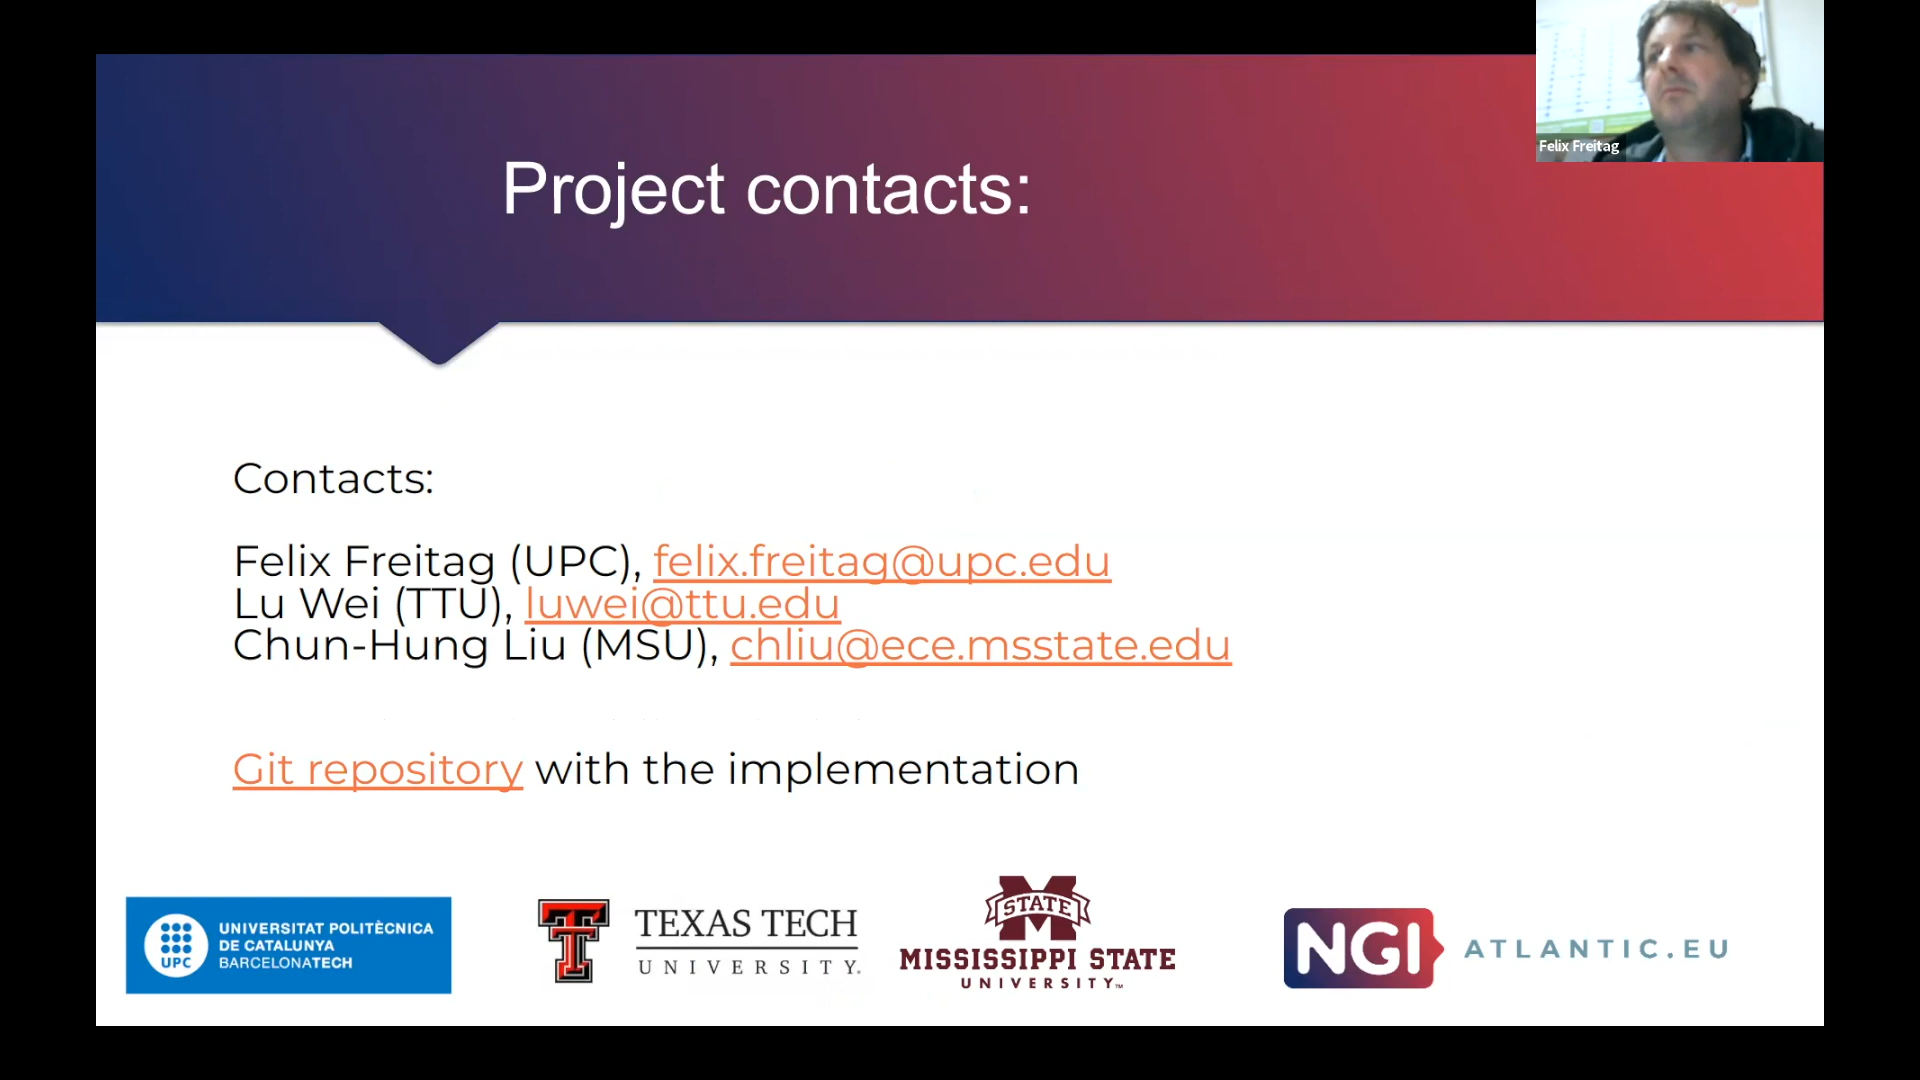 Felix Freitag
Project contacts:
Contacts:
Felix Freitag (UPC), felix.freitag@upc.edu
Lu Wei (TTU), luwei@ttu.edu
Chun-Hung Liu (MSU), chliu@ece.msstate.edu
Git repository with the implementation
UPC
UNIVERSITAT POLITÈCNICA
DE CATALUNYA
BARCELONATECH
TEXAS TECH
UNIVERSITY.
STATE
MISSISSIPPI STATE
UNIVERSITY™
NGI ATLANTIC.EU